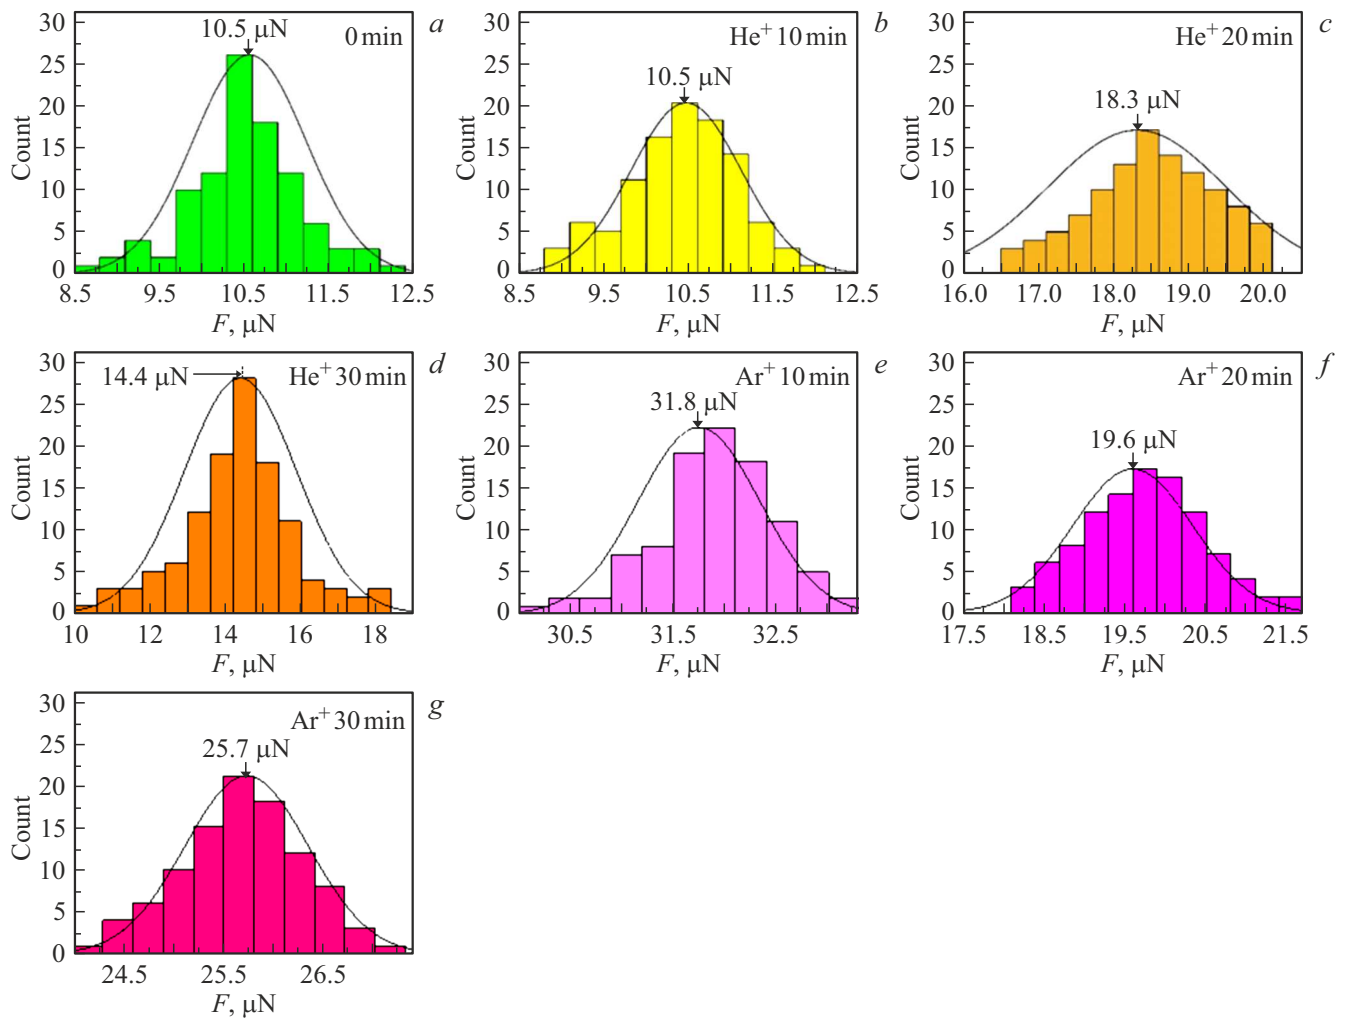 a
0 min
10.5 μN
Count
30
25
20
15
10
5
0
8.5 9.5 10.5 11.5 12.5
F, μN
b
He+ 10 min
10.5 μN
Count
30
25
20
15
10
5
0
8.5 9.5 10.5 11.5 12.5
F, μN
c
He+ 20 min
18.3 μN
Count
30
25
20
15
10
5
0
16.0 17.0 18.0 19.0 20.0
F, μN
d
He+ 30 min
14.4 μN
Count
30
25
20
15
10
5
0
10 12 14 16 18
F, μN
e
Ar+ 10 min
31.8 μN
Count
30
25
20
15
10
5
0
30.5 31.5 32.5
F, μN
f
Ar+ 20 min
19.6 μN
Count
30
25
20
15
10
5
0
17.5 18.5 19.5 20.5 21.5
F, μN
g
Ar+ 30 min
25.7 μN
Count
30
25
20
15
10
5
0
24.5 25.5 26.5
F, μN